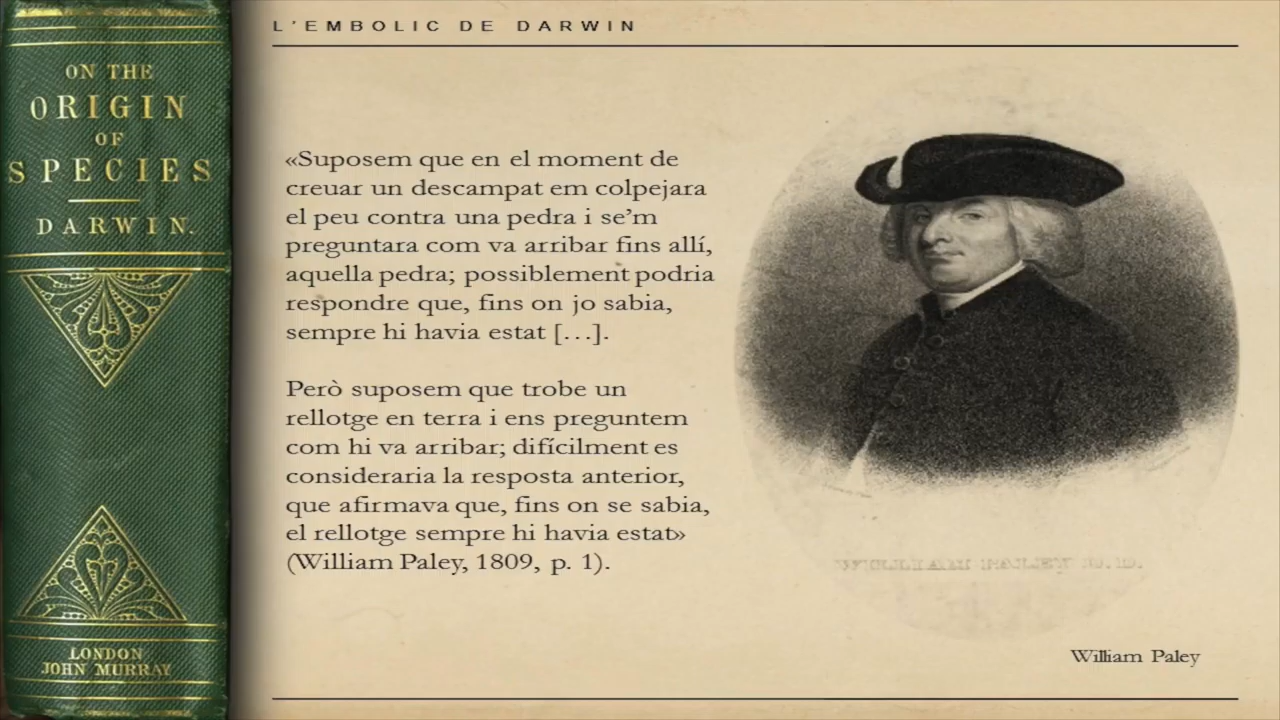 ON THE
ORIGIN
OF
SPECIES
DARWIN.
LONDON
JOHN MURRAY
L'EMBOLIC DE DARWIN
«Suposem que en el moment de
creuar un descampat em colpejara
el peu contra una pedra i se'm
preguntara com va arribar fins allí,
aquella pedra; possiblement podria
respondre que, fins on jo sabia,
sempre hi havia estat […].
Però suposem que trobe un
rellotge en terra i ens preguntem
com hi va arribar; difícilment es
consideraria la resposta anterior,
que afirmava que, fins on se sabia,
el rellotge sempre hi havia estat»
(William Paley, 1809, p. 1).
WILLIAM PALEY D.D.
William Paley